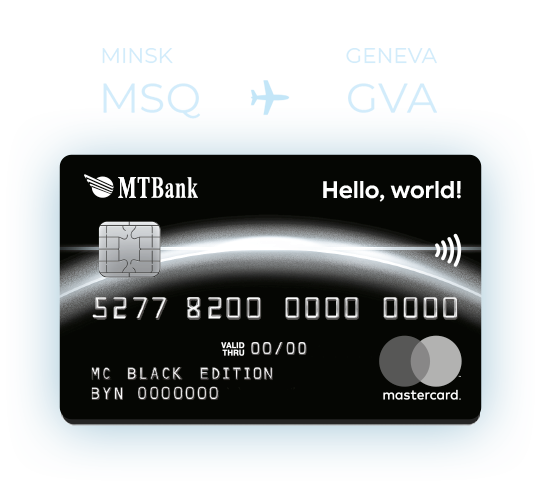 MINSK GENEVA
MSQ GVA
MTBank Hello, world!
5277 8200 0000 0000
VALID THRU 00/00
MC BLACK EDITION
BYN 0000000
mastercard.